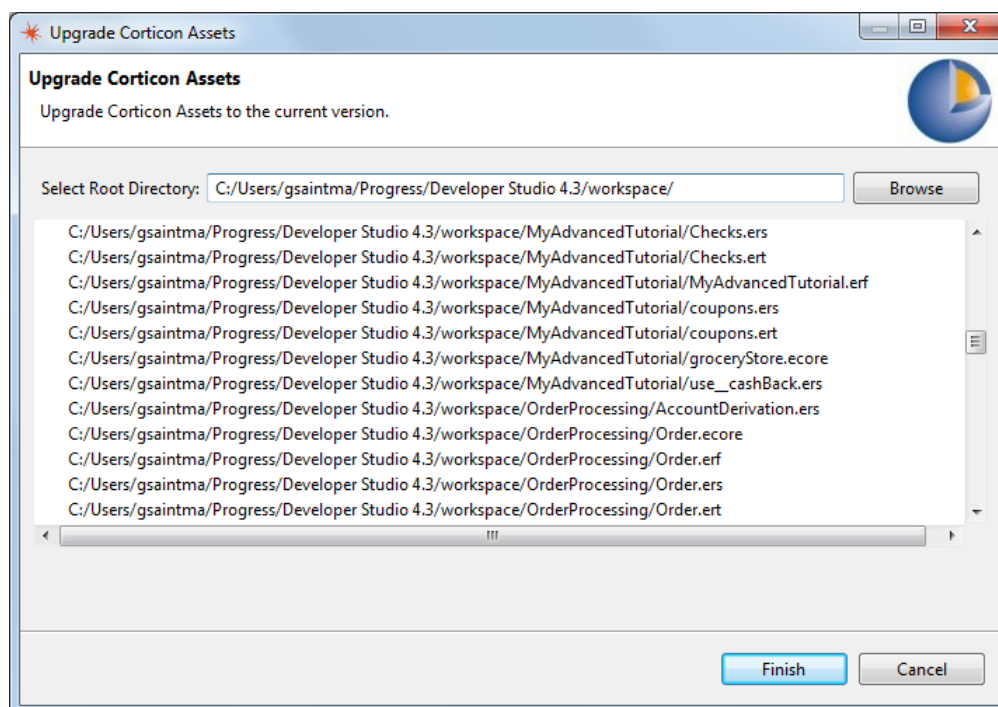 Upgrade Corticon Assets
Upgrade Corticon Assets
Upgrade Corticon Assets to the current version.
Select Root Directory: C:/Users/gsaintma/Progress/Developer Studio 4.3/workspace/ Browse
C:/Users/gsaintma/Progress/Developer Studio 4.3/workspace/MyAdvancedTutorial/Checks.ers
C:/Users/gsaintma/Progress/Developer Studio 4.3/workspace/MyAdvancedTutorial/Checks.ert
C:/Users/gsaintma/Progress/Developer Studio 4.3/workspace/MyAdvancedTutorial/MyAdvancedTutorial.erf
C:/Users/gsaintma/Progress/Developer Studio 4.3/workspace/MyAdvancedTutorial/coupons.ers
C:/Users/gsaintma/Progress/Developer Studio 4.3/workspace/MyAdvancedTutorial/coupons.ert
C:/Users/gsaintma/Progress/Developer Studio 4.3/workspace/MyAdvancedTutorial/groceryStore.ecore
C:/Users/gsaintma/Progress/Developer Studio 4.3/workspace/MyAdvancedTutorial/use__cashBack.ers
C:/Users/gsaintma/Progress/Developer Studio 4.3/workspace/OrderProcessing/AccountDerivation.ers
C:/Users/gsaintma/Progress/Developer Studio 4.3/workspace/OrderProcessing/Order.ecore
C:/Users/gsaintma/Progress/Developer Studio 4.3/workspace/OrderProcessing/Order.erf
C:/Users/gsaintma/Progress/Developer Studio 4.3/workspace/OrderProcessing/Order.ers
C:/Users/gsaintma/Progress/Developer Studio 4.3/workspace/OrderProcessing/Order.ert
Finish Cancel